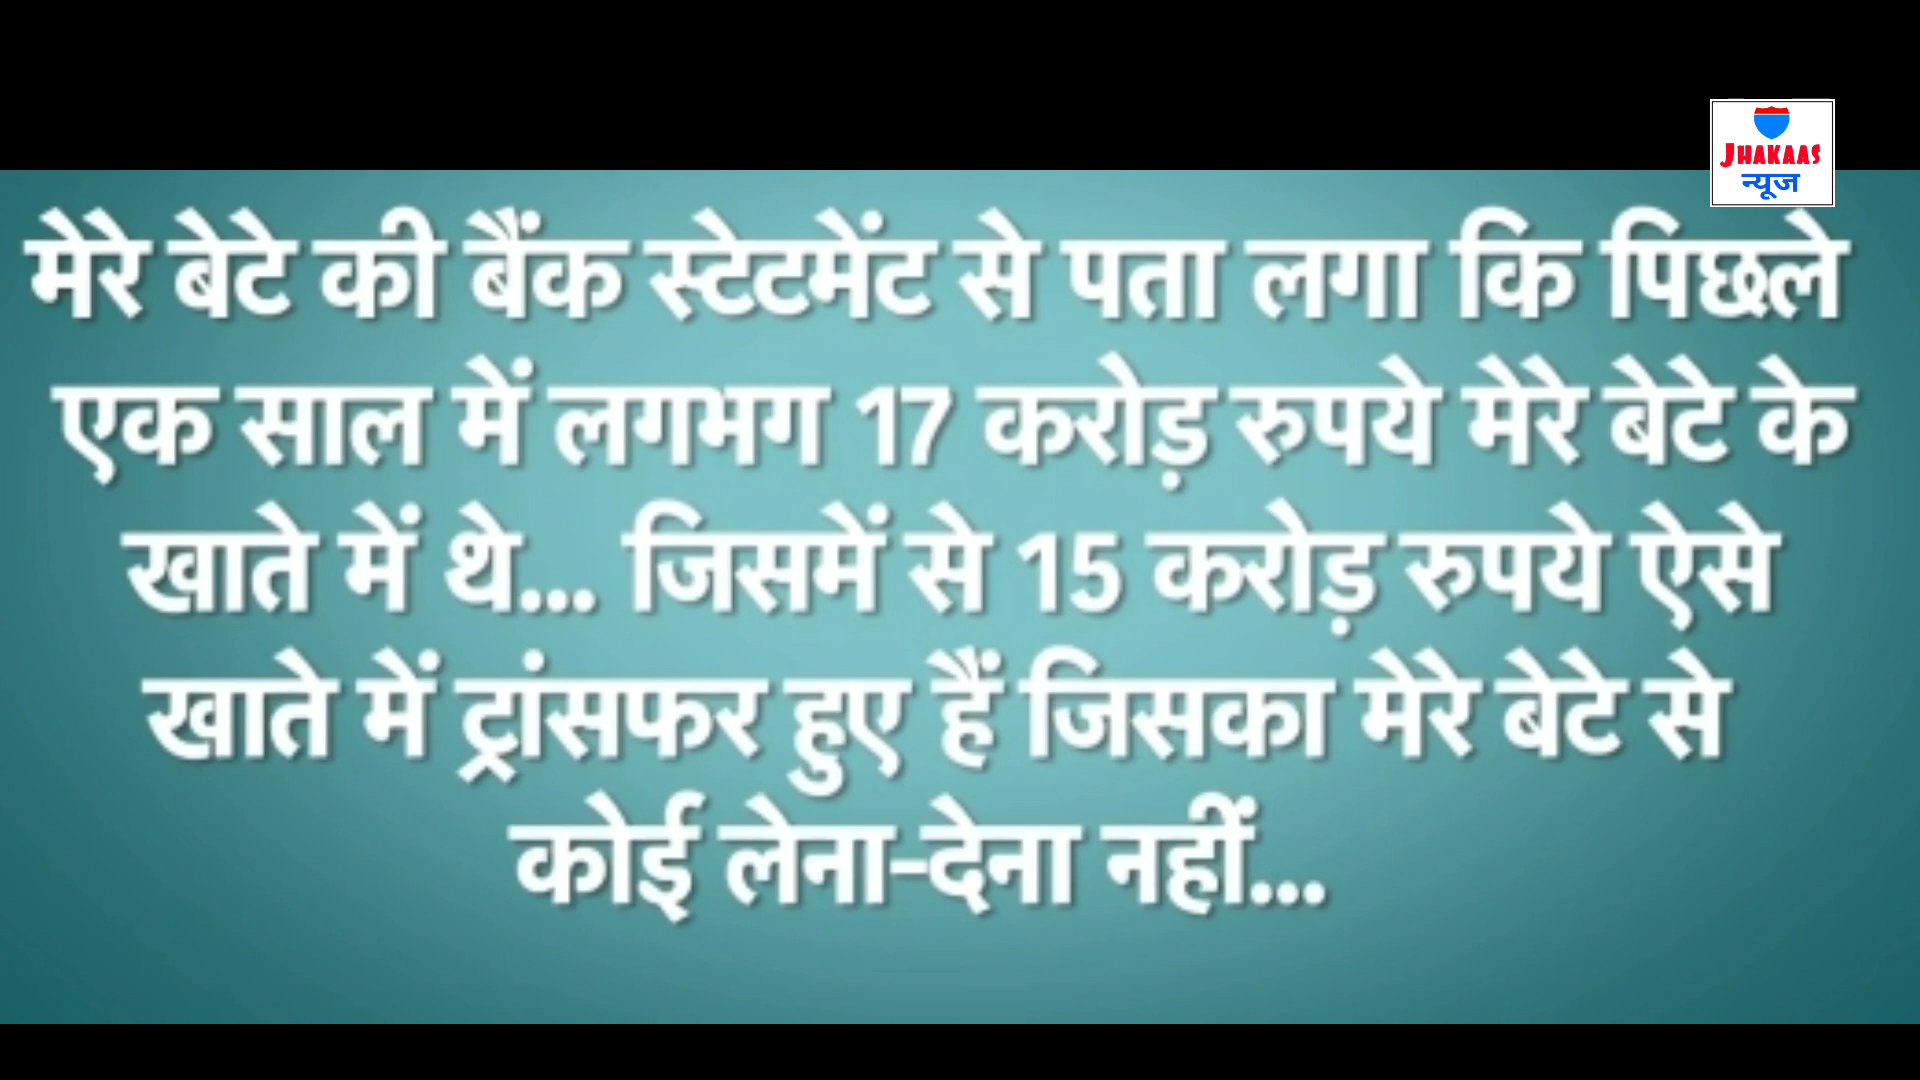 JHAKAAS
न्यूज
मेरे बेटे की बैंक स्टेटमेंट से पता लगा कि पिछले
एक साल में लगभग 17 करोड़ रुपये मेरे बेटे के
खाते में थे... जिसमें से 15 करोड़ रुपये ऐसे
खाते में ट्रांसफर हुए हैं जिसका मेरे बेटे से
कोई लेना-देना नहीं...